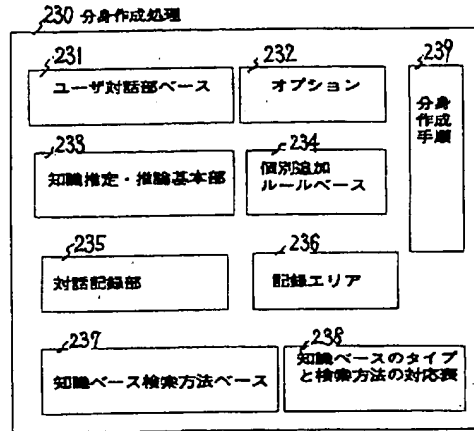 230 分身作成処理
231
ユーザ対話部ベース
232
オプション
239
分身
作成
手順
233
知識推定・推論基本部
234
個別追加
ルールベース
235
対話記録部
236
記録エリア
237
知識ベース検索方法ベース
238
知識ベースのタイプ
と検索方法の対応表